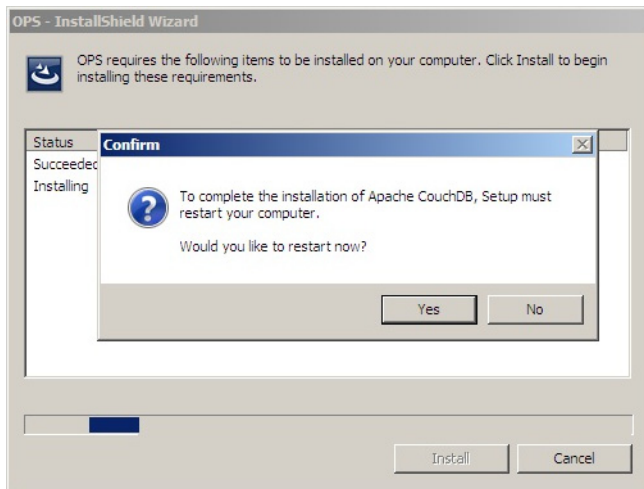 OPS - InstallShield Wizard
OPS requires the following items to be installed on your computer. Click Install to begin
installing these requirements.
Status
Succeeded
Installing
Confirm
To complete the installation of Apache CouchDB, Setup must
restart your computer.
Would you like to restart now?
Yes
No
Install
Cancel